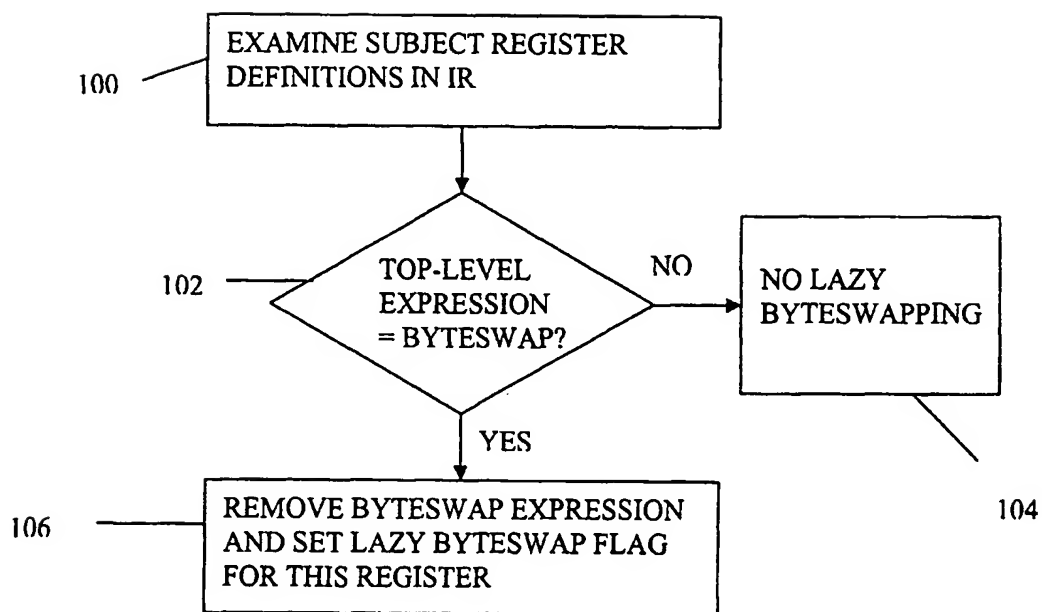 EXAMINE SUBJECT REGISTER
DEFINITIONS IN IR
100
102
TOP-LEVEL
EXPRESSION
= BYTESWAP?
NO
NO LAZY
BYTESWAPPING
YES
104
106
REMOVE BYTESWAP EXPRESSION
AND SET LAZY BYTESWAP FLAG
FOR THIS REGISTER